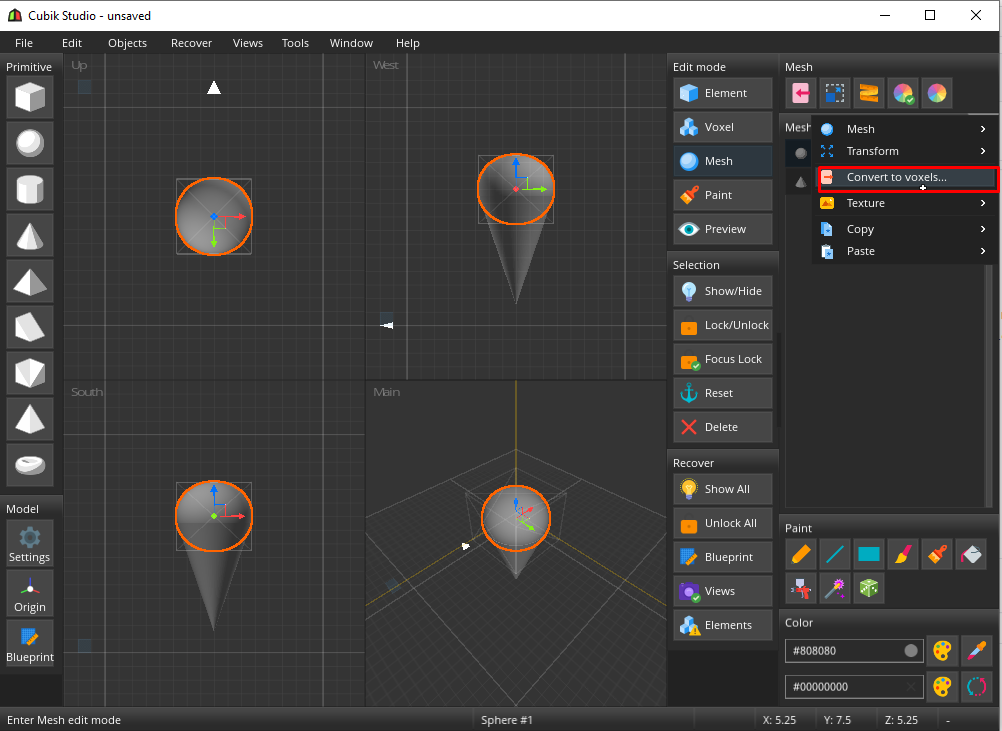 Cubik Studio - unsaved
File Edit Objects Recover Views Tools Window Help
Primitive
Up
West
South
Main
Model
Settings
Origin
Blueprint
Edit mode
Element
Voxel
Mesh
Paint
Preview
Selection
Show/Hide
Lock/Unlock
Focus Lock
Reset
Delete
Recover
Show All
Unlock All
Blueprint
Views
Elements
Mesh
Mesh
Mesh
Transform
Convert to voxels...
Texture
Copy
Paste
Paint
Color
#808080
#00000000
Enter Mesh edit mode Sphere #1 X: 5.25 Y: 7.5 Z: 5.25 -